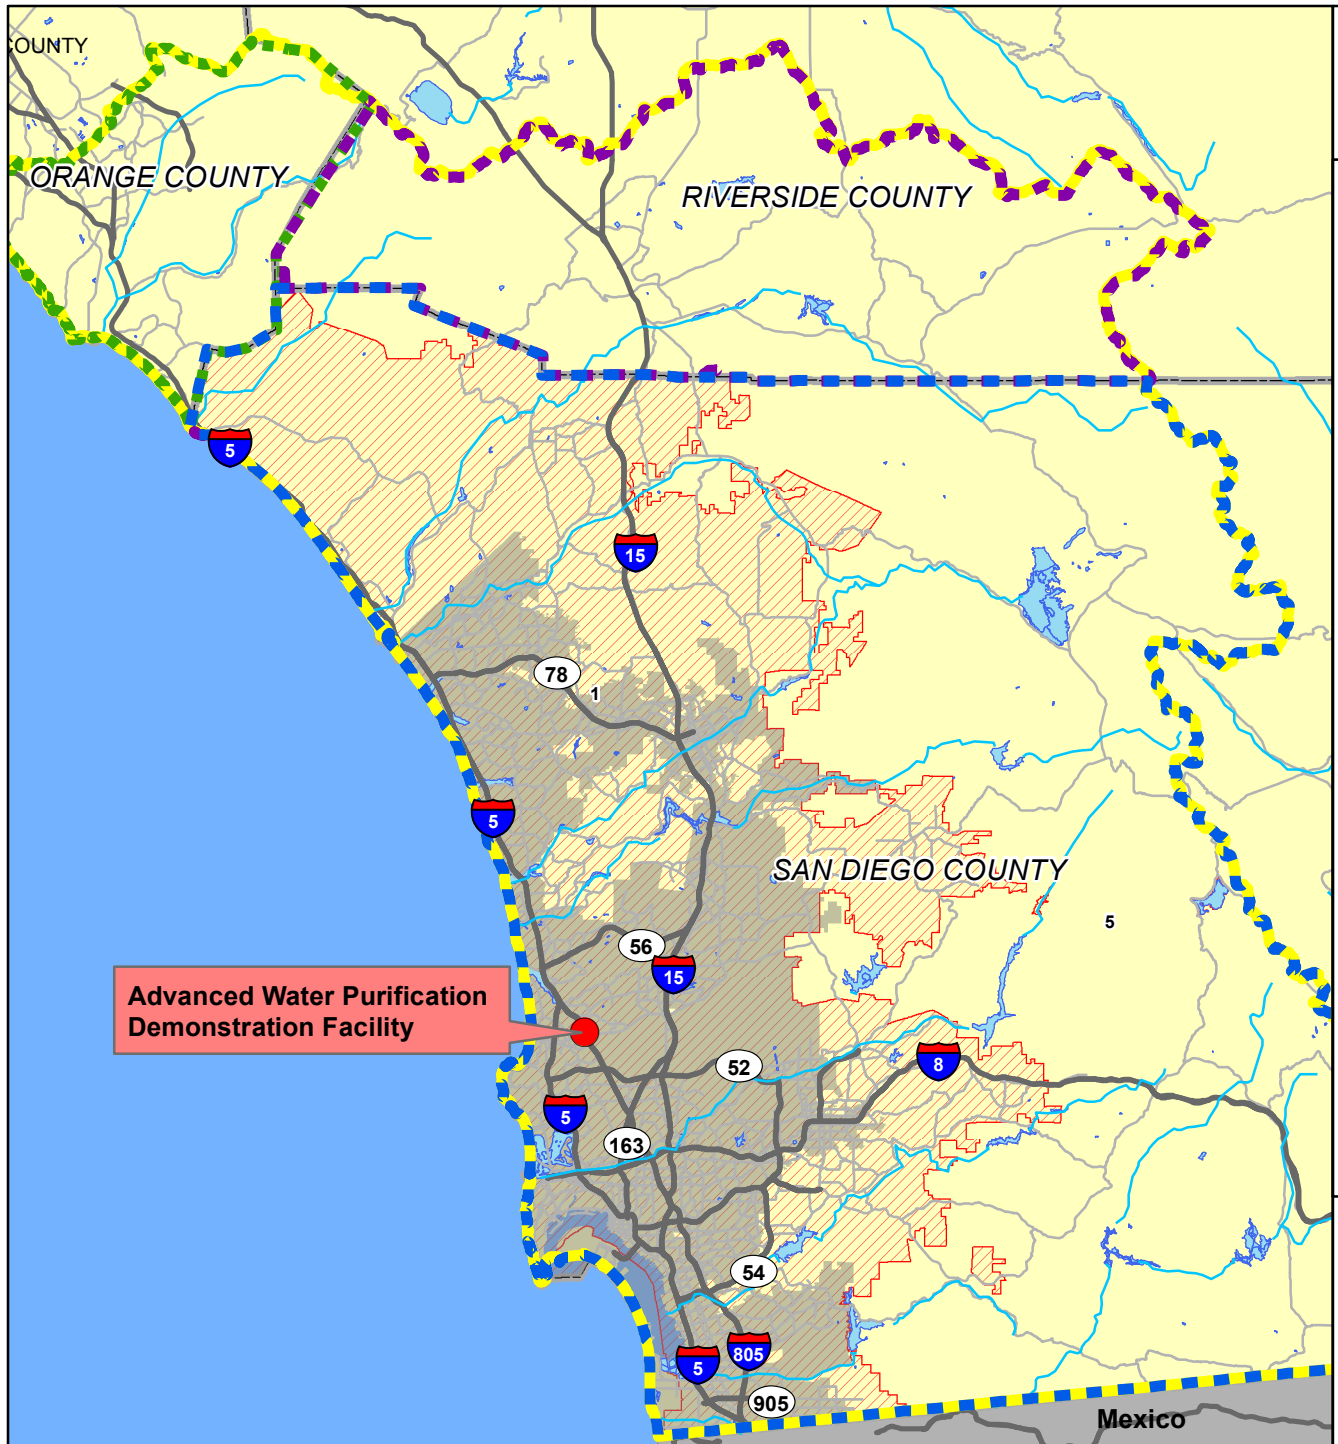 COUNTY
ORANGE COUNTY
RIVERSIDE COUNTY
5
15
78
1
5
SAN DIEGO COUNTY
5
56
15
Advanced Water Purification
Demonstration Facility
52
8
5
163
54
805
5
905
Mexico